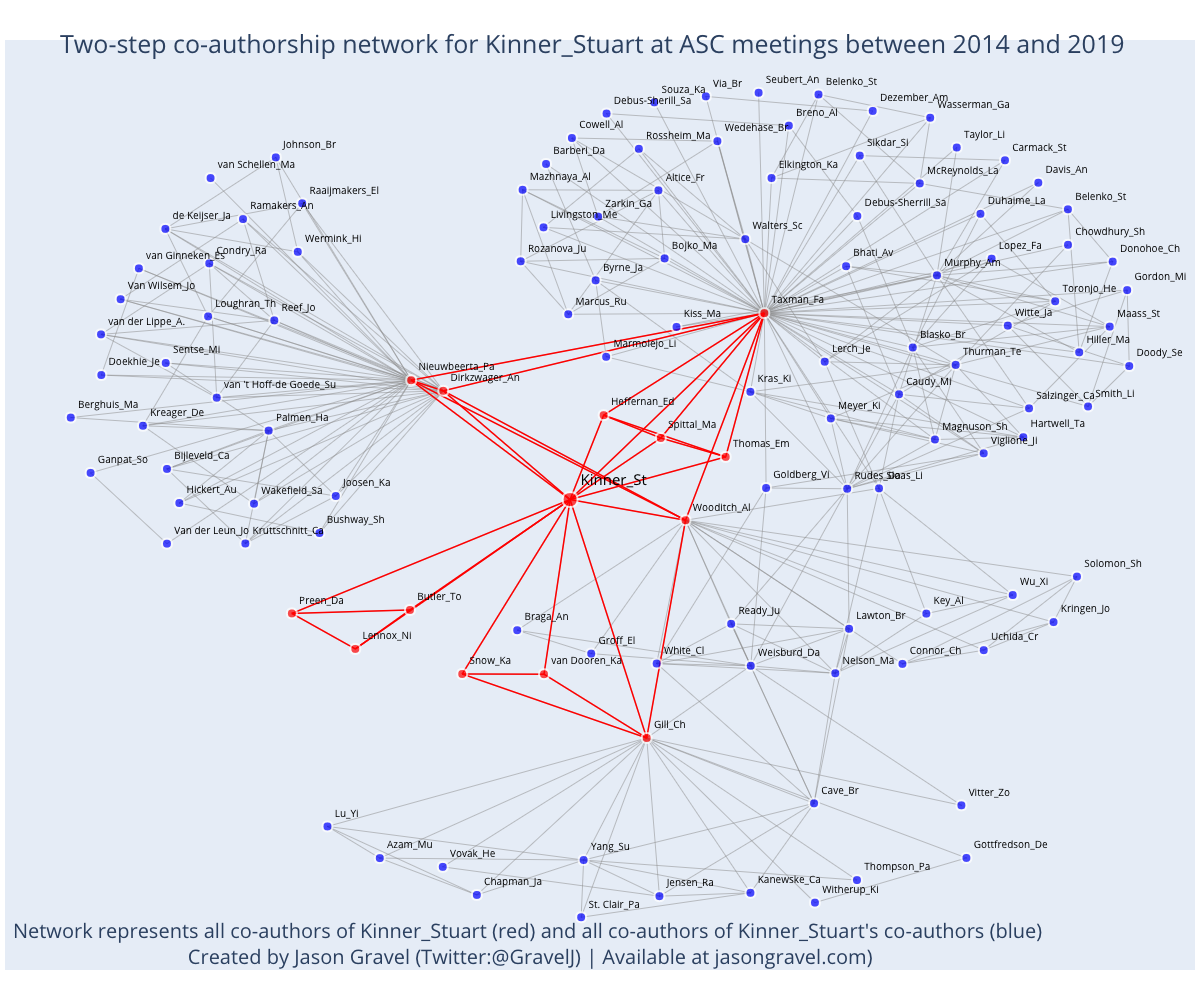 Two-step co-authorship network for Kinner_Stuart at ASC meetings between 2014 and 2019
Seubert_An
Belenko_St
Via_Br
Souza_Ka
Debus-Sherill_Sa
Dezember_Am
Wasserman_Ga
Breno_Al
Cowell_Al
Rossheim_Ma
Wedehase_Br
Taylor_Li
Sikdar_Si
Johnson_Br
van Schellen_Ma
Barberi_Da
Carmack_St
Elkington_Ka
McReynolds_La
Davis_An
Mazhnaya_Al
Altice_Fr
Raaijmakers_El
Duhaime_La
Belenko_St
Zarkin_Ga
Debus-Sherrill_Sa
Ramakers_An
de Keijser_Ja
Livingston_Me
Walters_Sc
Chowdhury_Sh
Wermink_Hi
Lopez_Fa
Donohoe_Ch
Rozanova_Ju
Bojko_Ma
Bhati_Av
Condry_Ra
van Ginneken_Es
Murphy_Am
Byrne_Ja
Gordon_Mi
Van Wilsem_Jo
Toronjo_He
Loughran_Th
Reef_Jo
Marcus_Ru
Taxman_Fa
Kiss_Ma
Witte_Ja
Maass_St
van der Lippe_A.
Blasko_Br
Hiller_Ma
Marmolejo_Li
Lerch_Je
Thurman_Te
Doody_Se
Sentse_Mi
Doekhie_Je
Nieuwbeerta_Pa
Dirkzwager_An
van 't Hoff-de Goede_Su
Kras_Ki
Caudy_Mi
Salzinger_Ca
Smith_Li
Berghuis_Ma
Kreager_De
Heffernan_Ed
Meyer_Ki
Palmen_Ha
Spittal_Ma
Magnuson_Sh
Hartwell_Ta
Thomas_Em
Viglione_Ji
Bijleveld_Ca
Ganpat_So
Kinner_St
Goldberg_Vi
Joosen_Ka
Hickert_Au
Wakefield_Sa
Wooditch_Al
Bushway_Sh
Van der Leun_Jo
Kruttschnitt_Ca
Solomon_Sh
Wu_Xi
Preen_Da
Butler_To
Key_Al
Kringen_Jo
Braga_An
Ready_Ju
Lawton_Br
Lennox_Ni
Groff_El
Uchida_Cr
White_Cl
Weisburd_Da
Connor_Ch
Snow_Ka
van Dooren_Ka
Nelson_Ma
Gill_Ch
Cave_Br
Vitter_Zo
Lu_Yi
Azam_Mu
Yang_Su
Gottfredson_De
Vovak_He
Thompson_Pa
Chapman_Ja
Jensen_Ra
Kanewske_Ca
Witherup_Ki
St. Clair_Pa
Network represents all co-authors of Kinner_Stuart (red) and all co-authors of Kinner_Stuart's co-authors (blue)
Created by Jason Gravel (Twitter:@GravelJ) | Available at jasongravel.com)